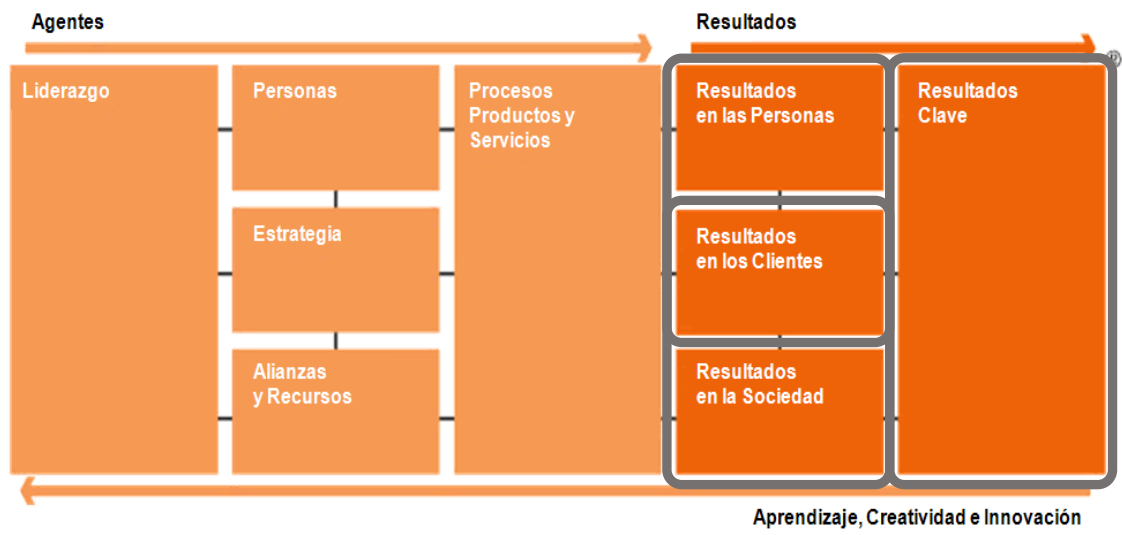 Agentes
Resultados
®
Liderazgo
Personas
Procesos
Productos y
Servicios
Resultados
en las Personas
Resultados
Clave
Estrategia
Resultados
en los Clientes
Alianzas
y Recursos
Resultados
en la Sociedad
Aprendizaje, Creatividad e Innovación